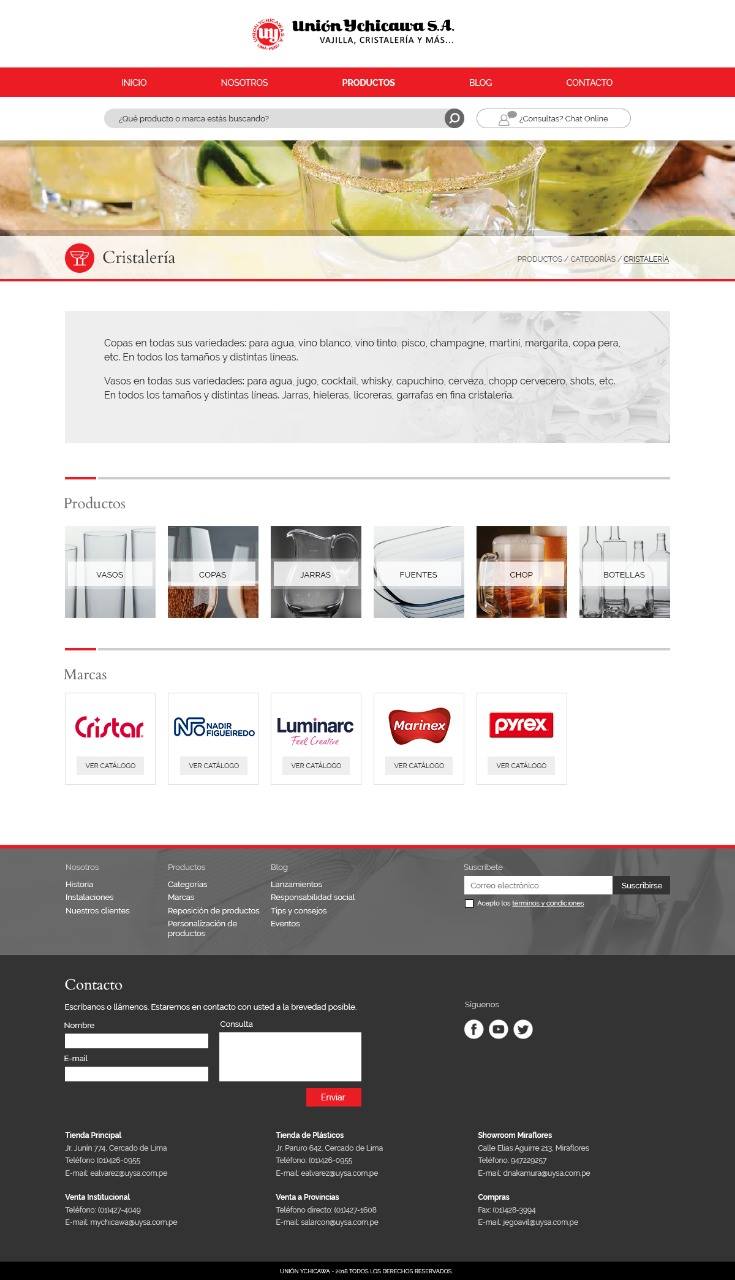 UNION YCHICAWA S.A.
LIMA-PERÚ
uy
Unión Ychicawa S.A.
VAJILLA, CRISTALERÍA Y MÁS...
INICIO
NOSOTROS
PRODUCTOS
BLOG
CONTACTO
¿Qué producto o marca estás buscando?
¿Consultas? Chat Online
Cristalería
PRODUCTOS / CATEGORÍAS / CRISTALERÍA
Copas en todas sus variedades: para agua, vino blanco, vino tinto, pisco, champagne, martini, margarita, copa pera,
etc. En todos los tamaños y distintas líneas.
Vasos en todas sus variedades: para agua, jugo, cocktail, whisky, capuchino, cerveza, chopp cervecero, shots, etc.
En todos los tamaños y distintas líneas. Jarras, hieleras, licoreras, garrafas en fina cristalería.
Productos
VASOS
COPAS
JARRAS
FUENTES
CHOP
BOTELLAS
Marcas
Cristar
NF NADIR
FIGUEIREDO
Luminarc
Feel Creative
Marinex
pyrex
VER CATÁLOGO
VER CATÁLOGO
VER CATÁLOGO
VER CATÁLOGO
VER CATÁLOGO
Nosotros
Historia
Instalaciones
Nuestros clientes
Productos
Categorías
Marcas
Reposición de productos
Personalización de
productos
Blog
Lanzamientos
Responsabilidad social
Tips y consejos
Eventos
Suscríbete
Correo electrónico
Suscribirse
Acepto los términos y condiciones
Contacto
Escríbanos o llámenos. Estaremos en contacto con usted a la brevedad posible.
Nombre
E-mail
Consulta
Enviar
Síguenos
Tienda Principal
Jr. Junín 774, Cercado de Lima
Teléfono (01)426-0955
E-mail: ealvarez@uysa.com.pe
Tienda de Plásticos
Jr. Paruro 642, Cercado de Lima
Teléfono: (01)426-0955
E-mail: ealvarez@uysa.com.pe
Showroom Miraflores
Calle Elías Aguirre 213, Miraflores
Teléfono: 947229257
E-mail: dnakamura@uysa.com.pe
Venta Institucional
Teléfono: (01)427-4049
E-mail: mychicawa@uysa.com.pe
Venta a Provincias
Teléfono directo: (01)427-1608
E-mail: salarcon@uysa.com.pe
Compras
Fax: (01)428-3994
E-mail: jegoavil@uysa.com.pe
UNIÓN YCHICAWA - 2016 TODOS LOS DERECHOS RESERVADOS